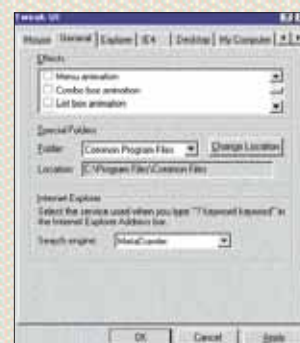 Tweak UI
Mouse General Explorer IE4 Desktop My Computer
Effects
Menu animation
Combo box animation
List box animation
Special Folders
Folder: Common Program Files Change Location
Location: C:\Program Files\Common Files
Internet Explorer
Select the service used when you type "? keyword keyword" in
the Internet Explorer Address bar.
Search engine: MetaCrawler
OK Cancel Apply